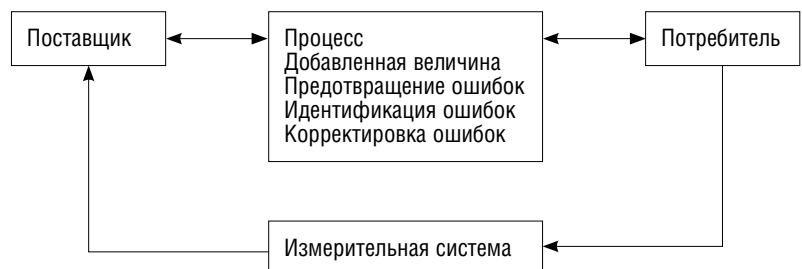 Поставщик
Процесс
Добавленная величина
Предотвращение ошибок
Идентификация ошибок
Корректировка ошибок
Потребитель
Измерительная система